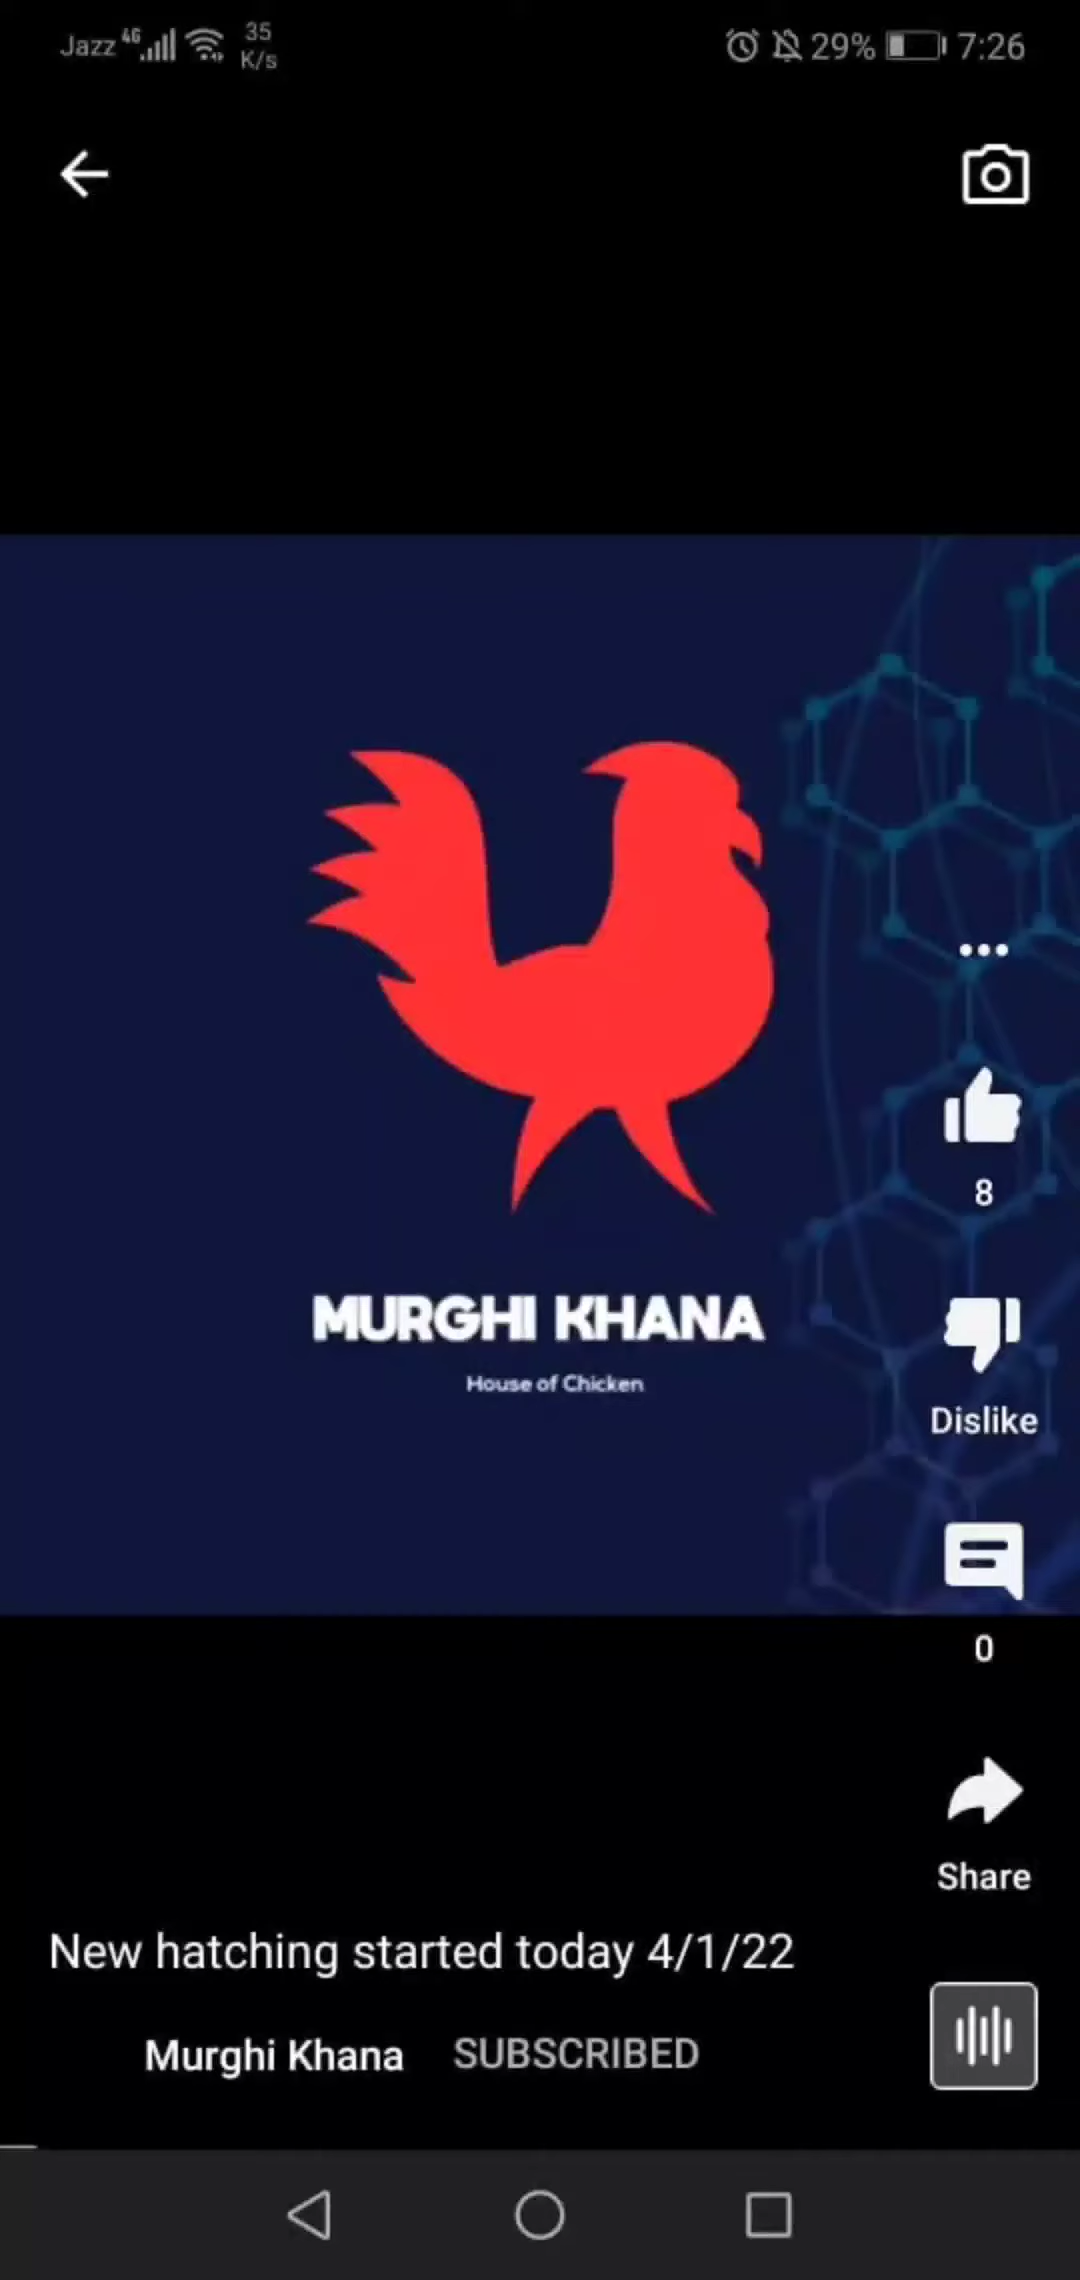 Jazz 4G 35 K/s 29% 7:26
MURGHI KHANA
House of Chicken
8
Dislike
0
Share
New hatching started today 4/1/22
Murghi Khana SUBSCRIBED